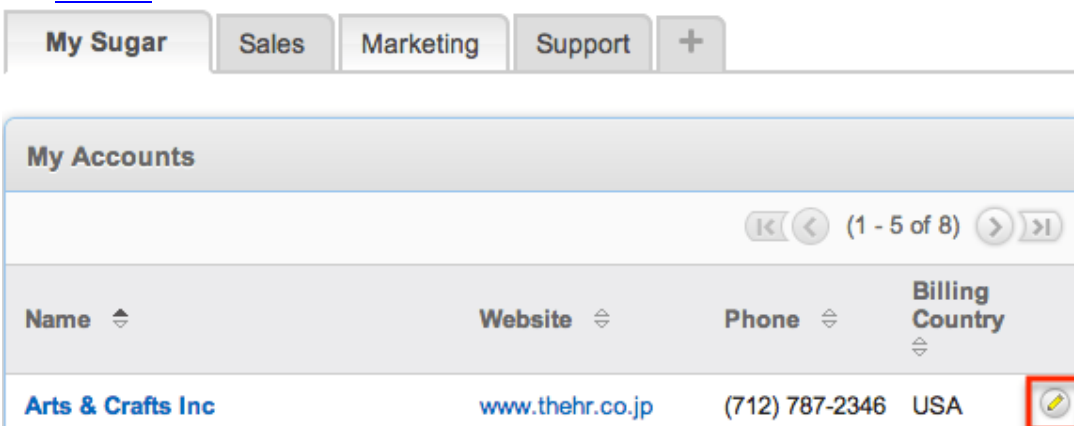 My Sugar Sales Marketing Support +
My Accounts
(1 - 5 of 8)
Name Website Phone Billing Country
Arts & Crafts Inc www.thehr.co.jp (712) 787-2346 USA